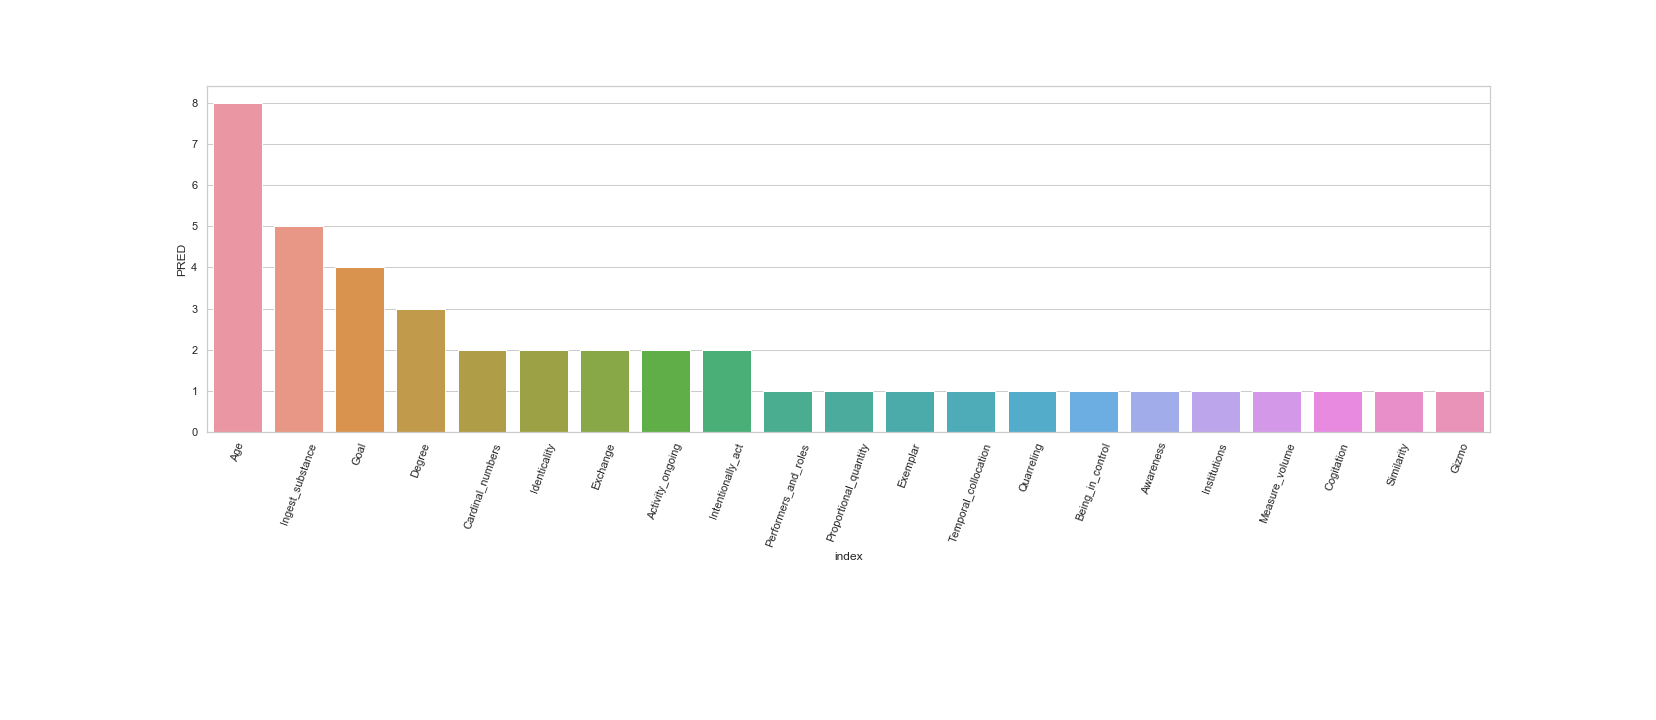 8
7
6
5
4
3
2
1
0
PRED
Age
Ingest_substance
Goal
Degree
Cardinal_numbers
Identicality
Exchange
Activity_ongoing
Intentionally_act
Performers_and_roles
Proportional_quantity
Exemplar
Temporal_collocation
Quarreling
Being_in_control
Awareness
Institutions
Measure_volume
Cogitation
Similarity
Gizmo
index